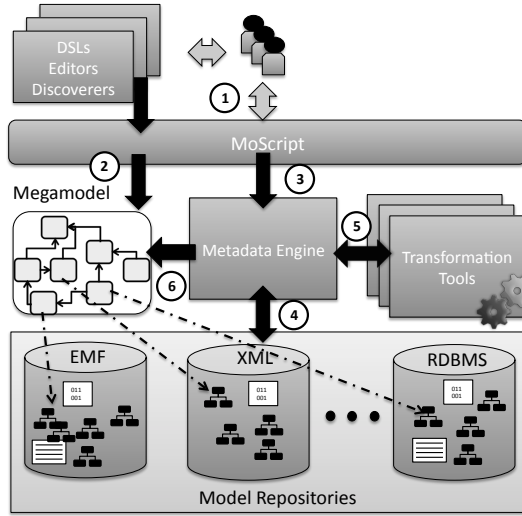 DSLs
Editors
Discoverers
1
MoScript
2
3
Megamodel
Metadata Engine
5
Transformation
Tools
6
4
EMF
XML
RDBMS
011
001
011
001
011
001
Model Repositories